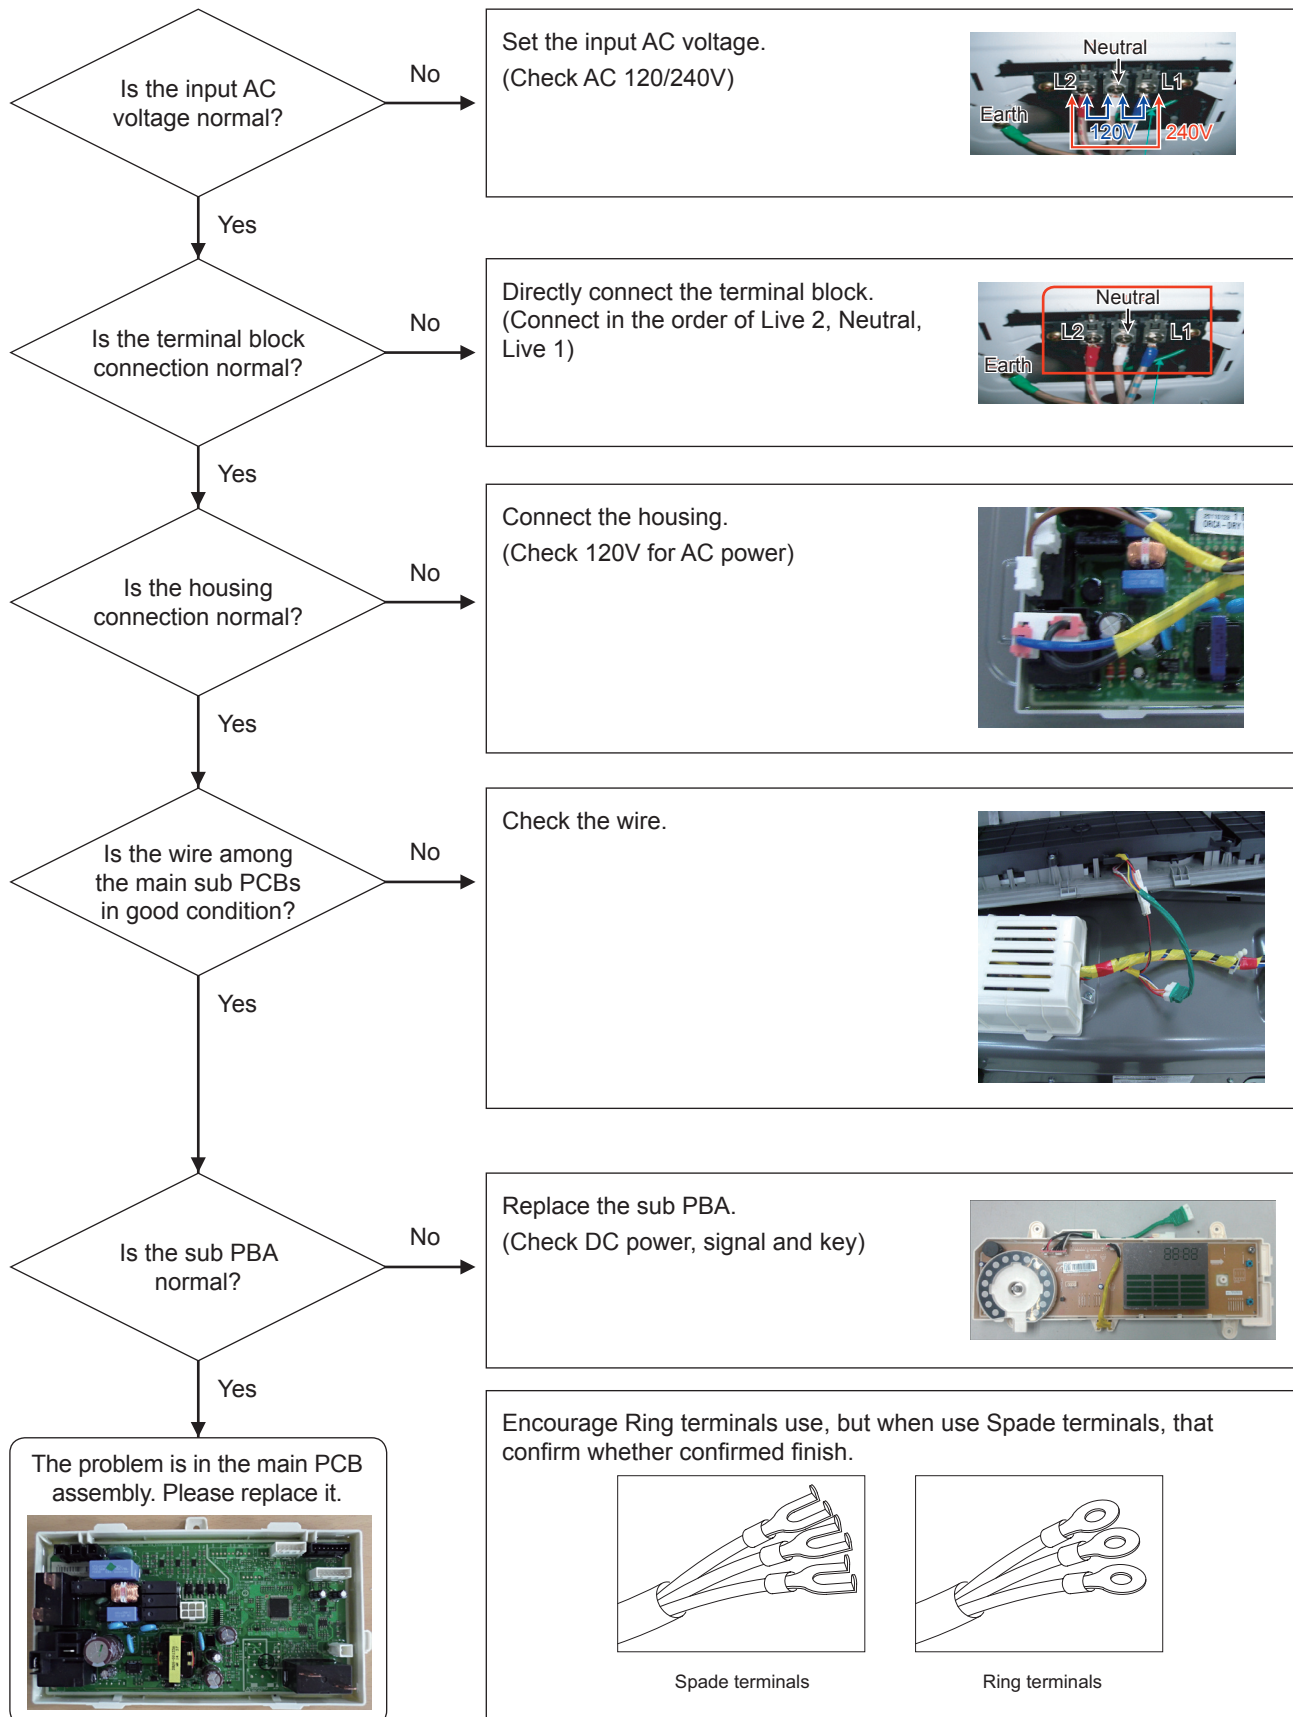 Is the input AC
voltage normal?
No
Yes
Set the input AC voltage.
(Check AC 120/240V)
Neutral
L2
L1
Earth
120V
240V
Is the terminal block
connection normal?
No
Yes
Directly connect the terminal block.
(Connect in the order of Live 2, Neutral,
Live 1)
Neutral
L2
L1
Earth
Is the housing
connection normal?
No
Yes
Connect the housing.
(Check 120V for AC power)
Is the wire among
the main sub PCBs
in good condition?
No
Yes
Check the wire.
Is the sub PBA
normal?
No
Yes
Replace the sub PBA.
(Check DC power, signal and key)
88:88
The problem is in the main PCB
assembly. Please replace it.
Encourage Ring terminals use, but when use Spade terminals, that
confirm whether confirmed finish.
Spade terminals
Ring terminals